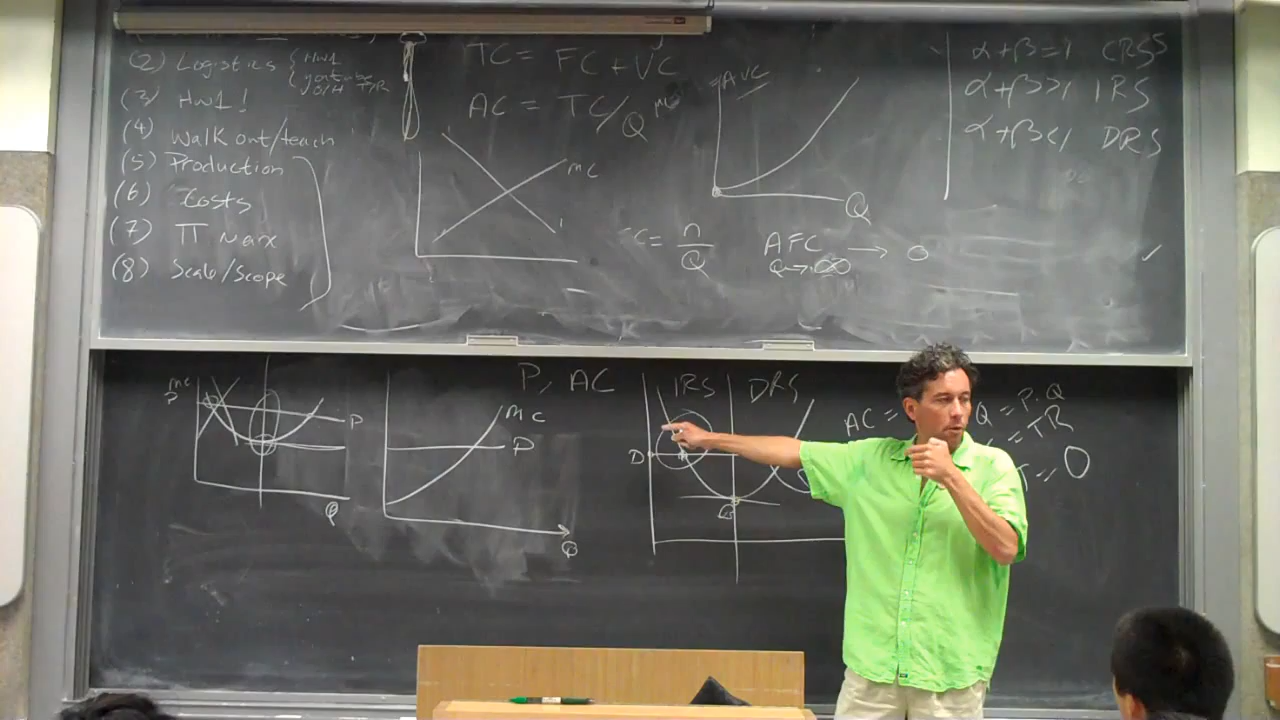 (2) Logistics { HW1
youtube
O/H T/R
(3) HW1!
(4) Walk out/teach
(5) Production
(6) Costs
(7) Π Max
(8) Scale/Scope
TC = FC + VC
AC = TC/Q
MC
MC
AVC
Q
= n/Q
AFC → 0
Q → ∞
α+β=1 CRS
α+β>1 IRS
α+β<1 DRS
MC
P
P
Q
P, AC
MC
P
Q
IRS DRS
D
AC =
Q = P.Q
= TR
= 0